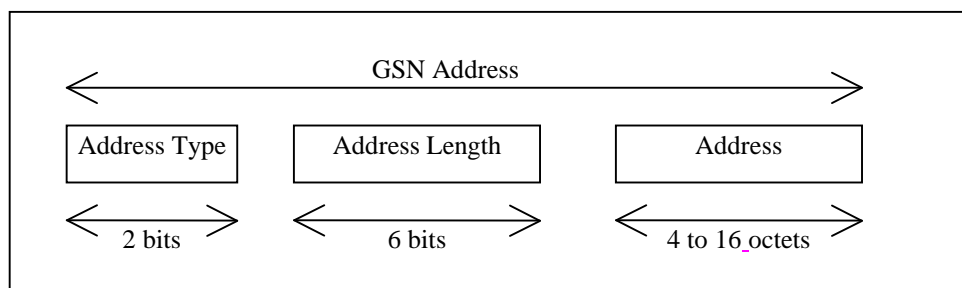 GSN Address
Address Type Address Length Address
2 bits 6 bits 4 to 16 octets